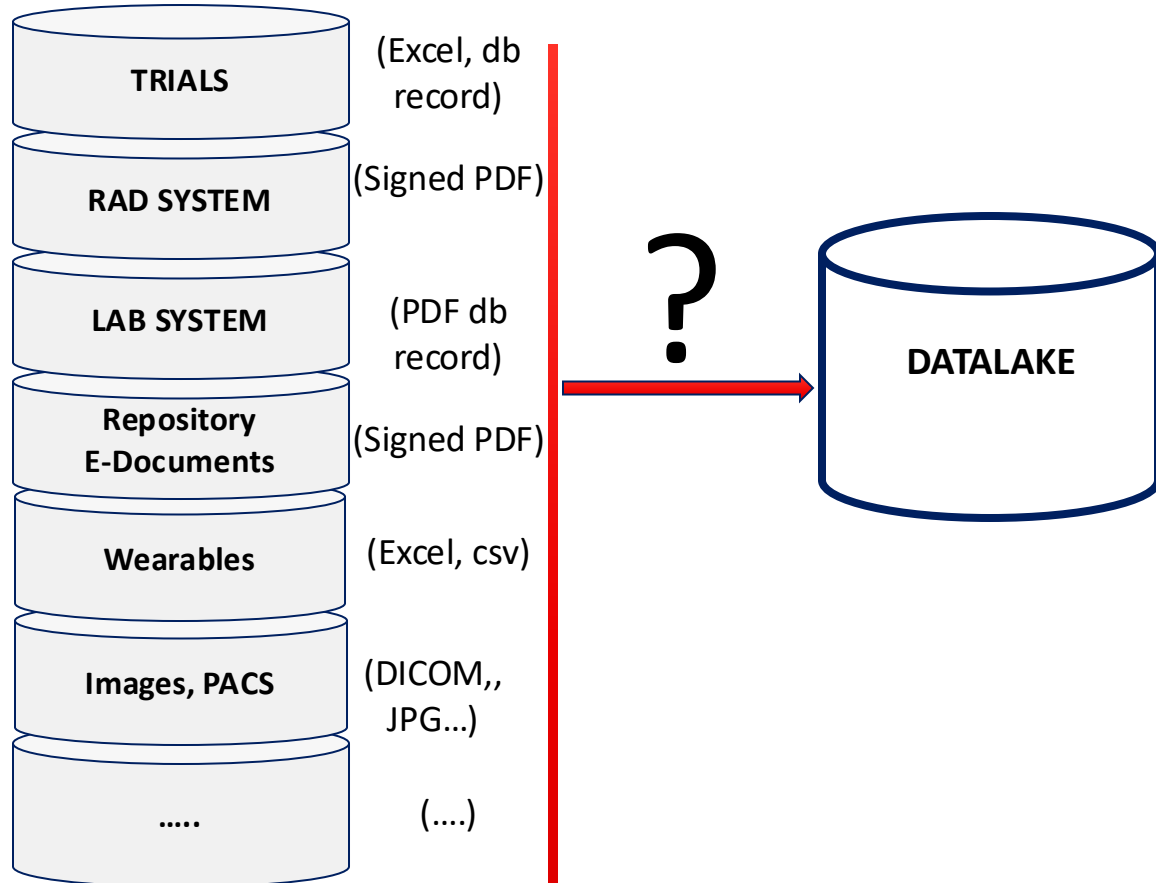 TRIALS
(Excel, db
record)
RAD SYSTEM
(Signed PDF)
LAB SYSTEM
(PDF db
record)
Repository
E-Documents
(Signed PDF)
Wearables
(Excel, csv)
Images, PACS
(DICOM,,
JPG...)
.....
(....)
?
DATALAKE